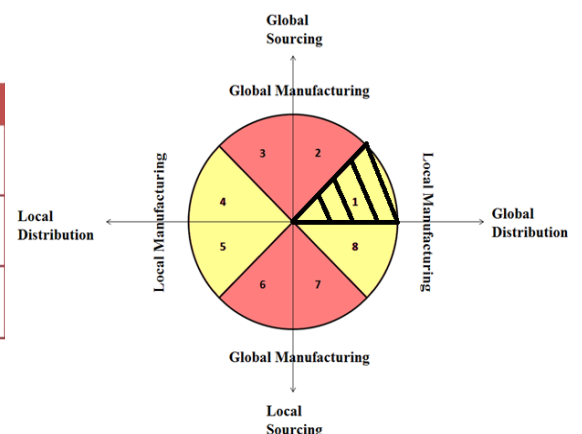 Global
Sourcing
Global Manufacturing
3
2
4
1
Local Manufacturing
Local Manufacturing
Local
Distribution
Global
Distribution
5
8
6
7
Global Manufacturing
Local
Sourcing